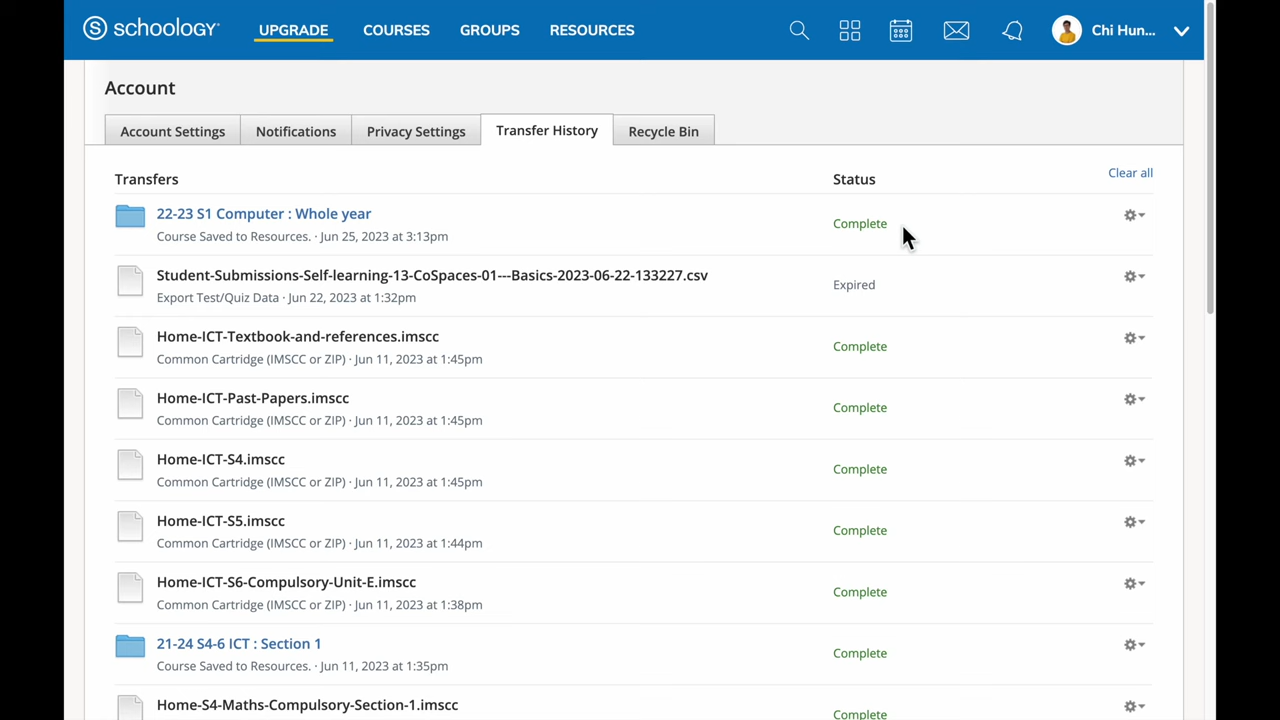 schoology UPGRADE COURSES GROUPS RESOURCES Chi Hun...
Account
Account Settings Notifications Privacy Settings Transfer History Recycle Bin
Transfers Status Clear all
22-23 S1 Computer : Whole year
Course Saved to Resources. · Jun 25, 2023 at 3:13pm
Complete
Student-Submissions-Self-learning-13-CoSpaces-01---Basics-2023-06-22-133227.csv
Export Test/Quiz Data · Jun 22, 2023 at 1:32pm
Expired
Home-ICT-Textbook-and-references.imscc
Common Cartridge (IMSCC or ZIP) · Jun 11, 2023 at 1:45pm
Complete
Home-ICT-Past-Papers.imscc
Common Cartridge (IMSCC or ZIP) · Jun 11, 2023 at 1:45pm
Complete
Home-ICT-S4.imscc
Common Cartridge (IMSCC or ZIP) · Jun 11, 2023 at 1:45pm
Complete
Home-ICT-S5.imscc
Common Cartridge (IMSCC or ZIP) · Jun 11, 2023 at 1:44pm
Complete
Home-ICT-S6-Compulsory-Unit-E.imscc
Common Cartridge (IMSCC or ZIP) · Jun 11, 2023 at 1:38pm
Complete
21-24 S4-6 ICT : Section 1
Course Saved to Resources. · Jun 11, 2023 at 1:35pm
Complete
Home-S4-Maths-Compulsory-Section-1.imscc
Complete